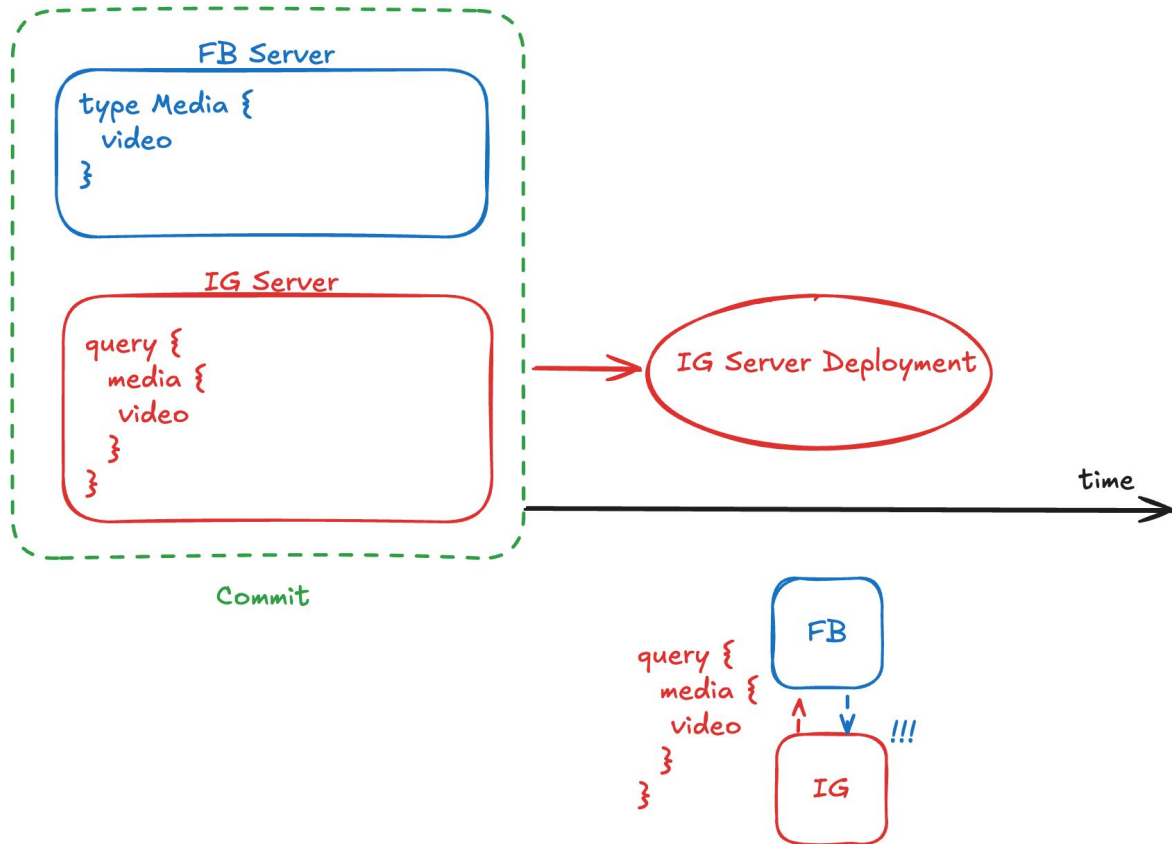 FB Server
type Media {
video
}
IG Server
query {
media {
video
}
}
Commit
IG Server Deployment
time
FB
query {
media {
video
}
}
!!!
IG